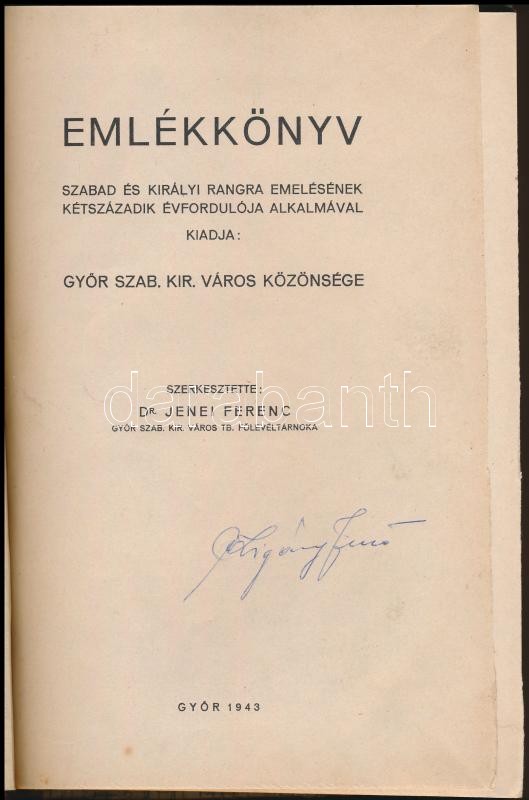 EMLÉKKÖNYV
SZABAD ÉS KIRÁLYI RANGRA EMELÉSÉNEK
KÉTSZÁZADIK ÉVFORDULÓJA ALKALMÁVAL
KIADJA:
GYŐR SZAB. KIR. VÁROS KÖZÖNSÉGE
SZERKESZTETTE:
darabanth
DR. JENEI FERENC
GYŐR SZAB. KIR. VÁROS TB. FŐLEVÉLTÁRNOKA
GYŐR 1943